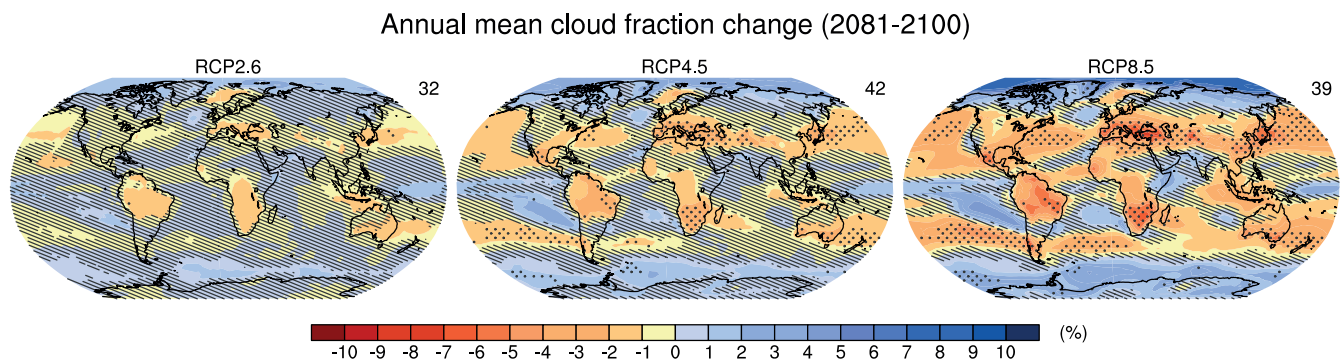 Annual mean cloud fraction change (2081-2100)
RCP2.6
32
RCP4.5
42
RCP8.5
39
-10 -9 -8 -7 -6 -5 -4 -3 -2 -1 0 1 2 3 4 5 6 7 8 9 10 (%)